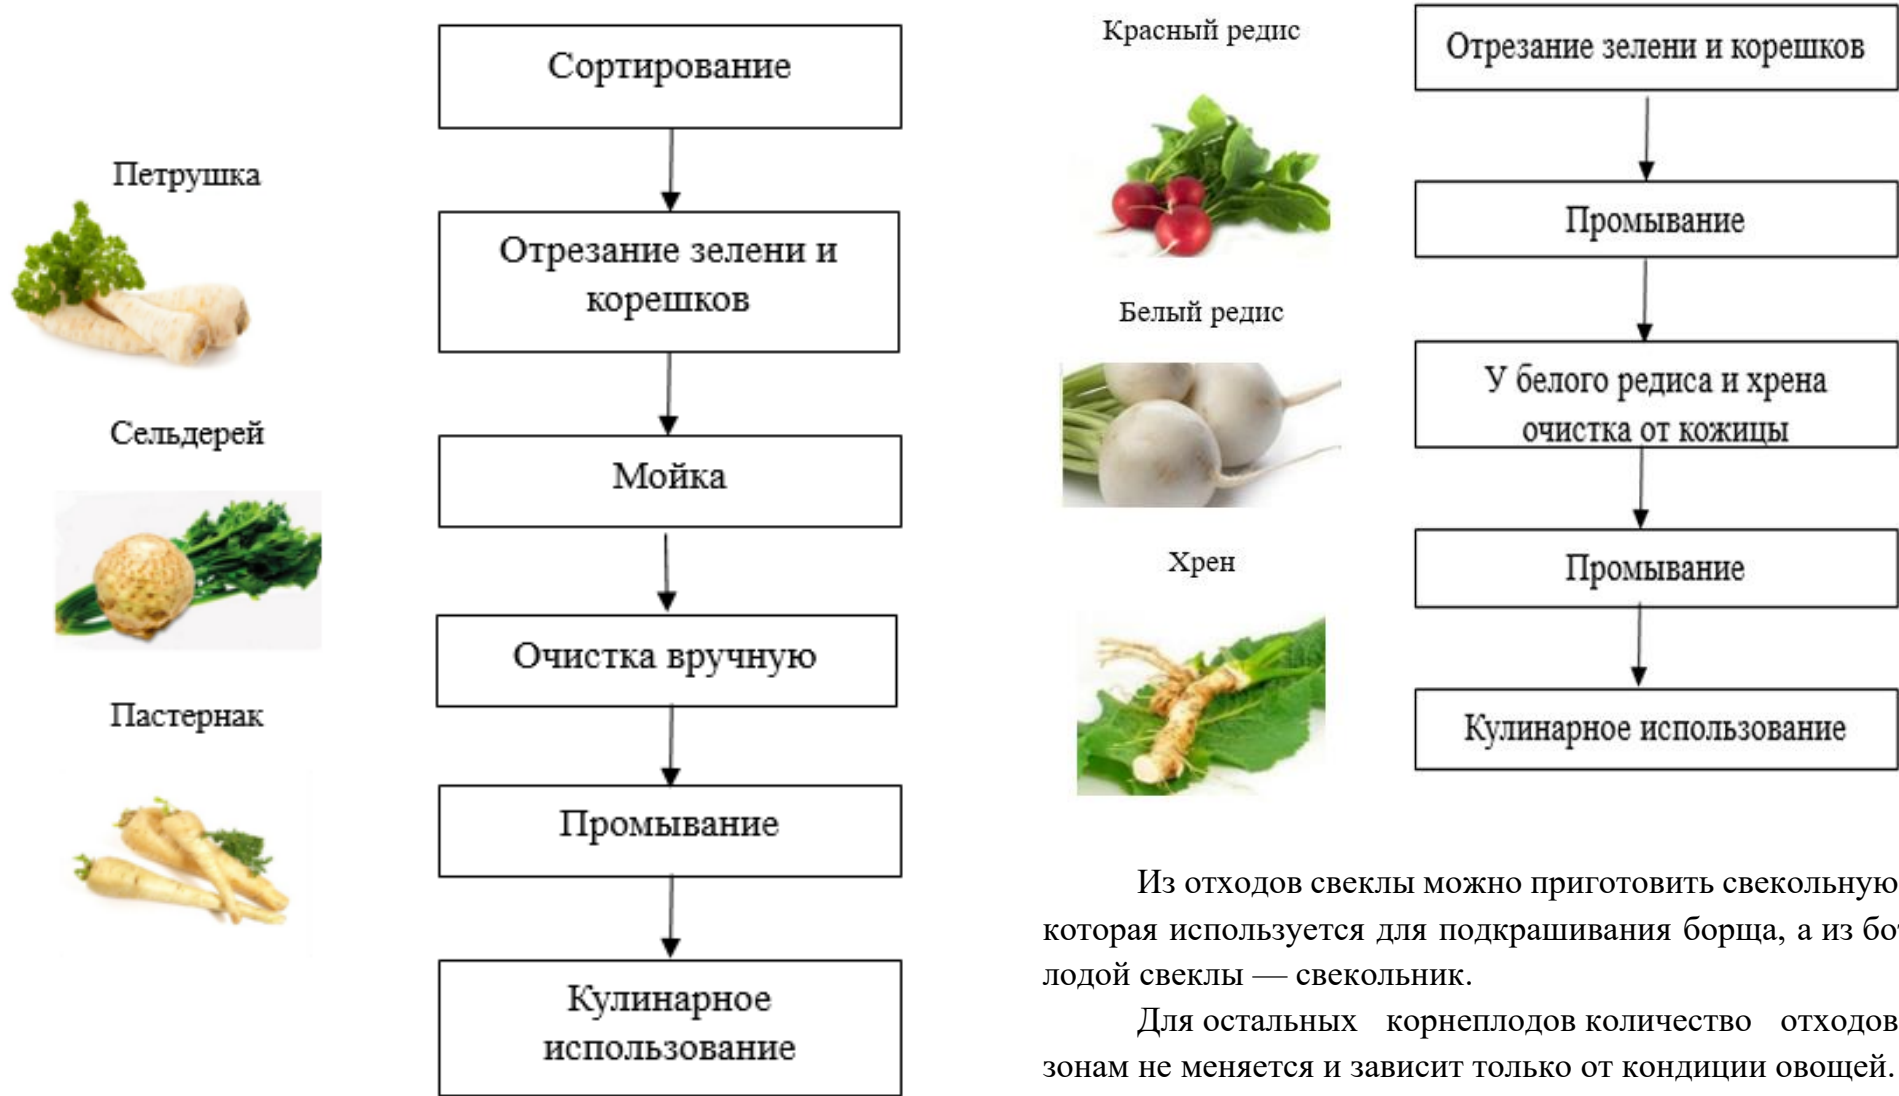 Петрушка
Сельдерей
Пастернак
Сортирование
Отрезание зелени и
корешков
Мойка
Очистка вручную
Промывание
Кулинарное
использование
Красный редис
Белый редис
Хрен
Отрезание зелени и корешков
Промывание
У белого редиса и хрена
очистка от кожицы
Промывание
Кулинарное использование
Из отходов свеклы можно приготовить свекольную
которая используется для подкрашивания борща, а из
лодой свеклы — свекольник.
Для остальных корнеплодов количество отходов
зонам не меняется и зависит только от кондиции овощей.